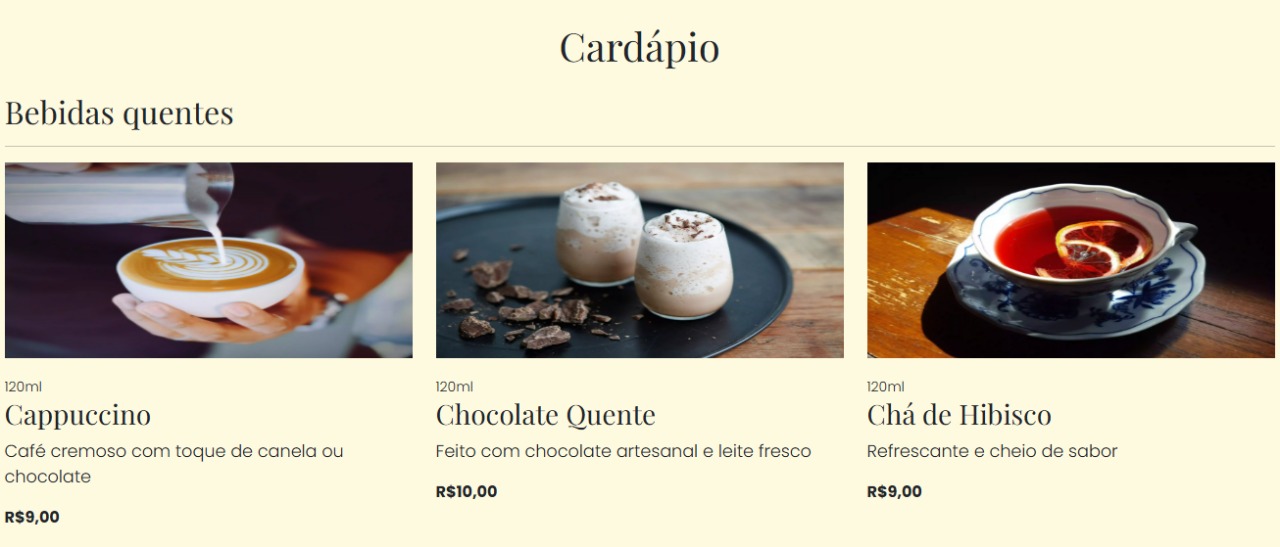 Cardápio
Bebidas quentes
120ml
Cappuccino
Café cremoso com toque de canela ou
chocolate
R$9,00
120ml
Chocolate Quente
Feito com chocolate artesanal e leite fresco
R$10,00
120ml
Chá de Hibisco
Refrescante e cheio de sabor
R$9,00